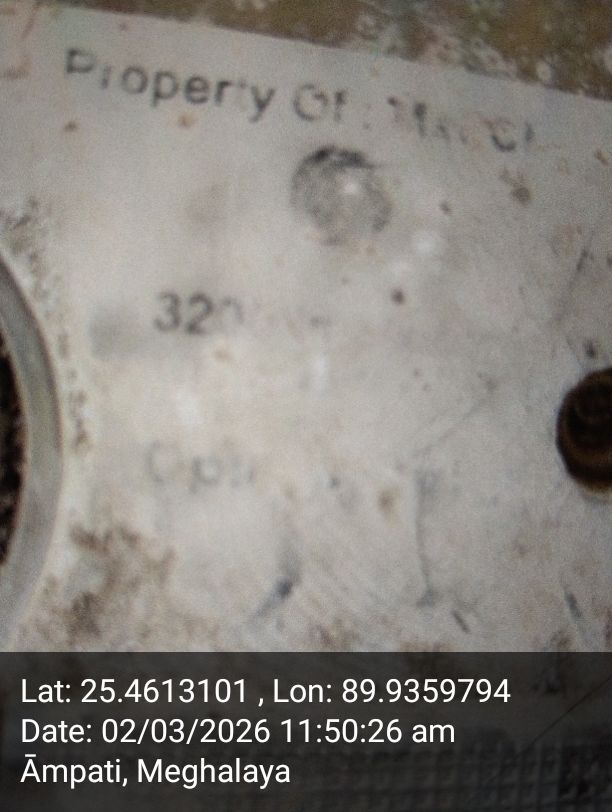 Property Of :
320
Lat: 25.4613101 , Lon: 89.9359794
Date: 02/03/2026 11:50:26 am
Āmpati, Meghalaya